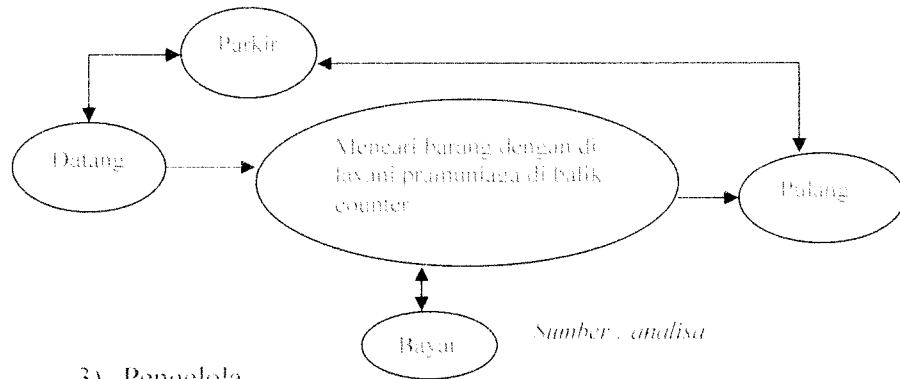 Parkir
Datang
Mencari barang dengan di
layani pramuniaga di balik
counter
Pulang
Bayar
Sumber : analisa
3) Pengelola